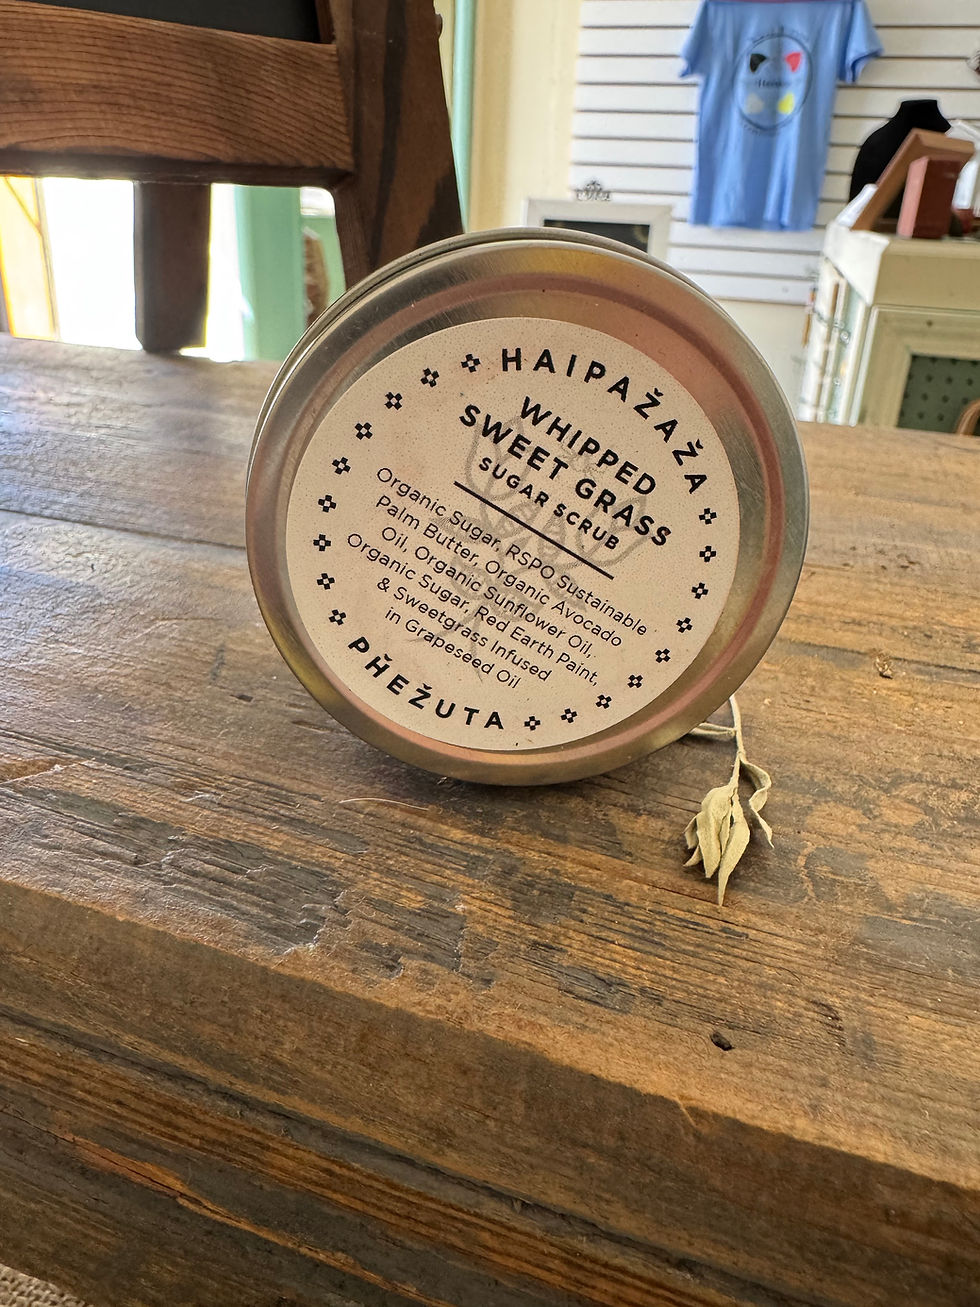 HAIPAŽAŽA
WHIPPED
SWEET GRASS
SUGAR SCRUB
Organic Sugar, RSPO Sustainable
Palm Butter, Organic Avocado
Oil, Organic Sunflower Oil,
Organic Sugar, Red Earth Paint,
& Sweetgrass Infused
in Grapeseed Oil
PȞEŽUTA